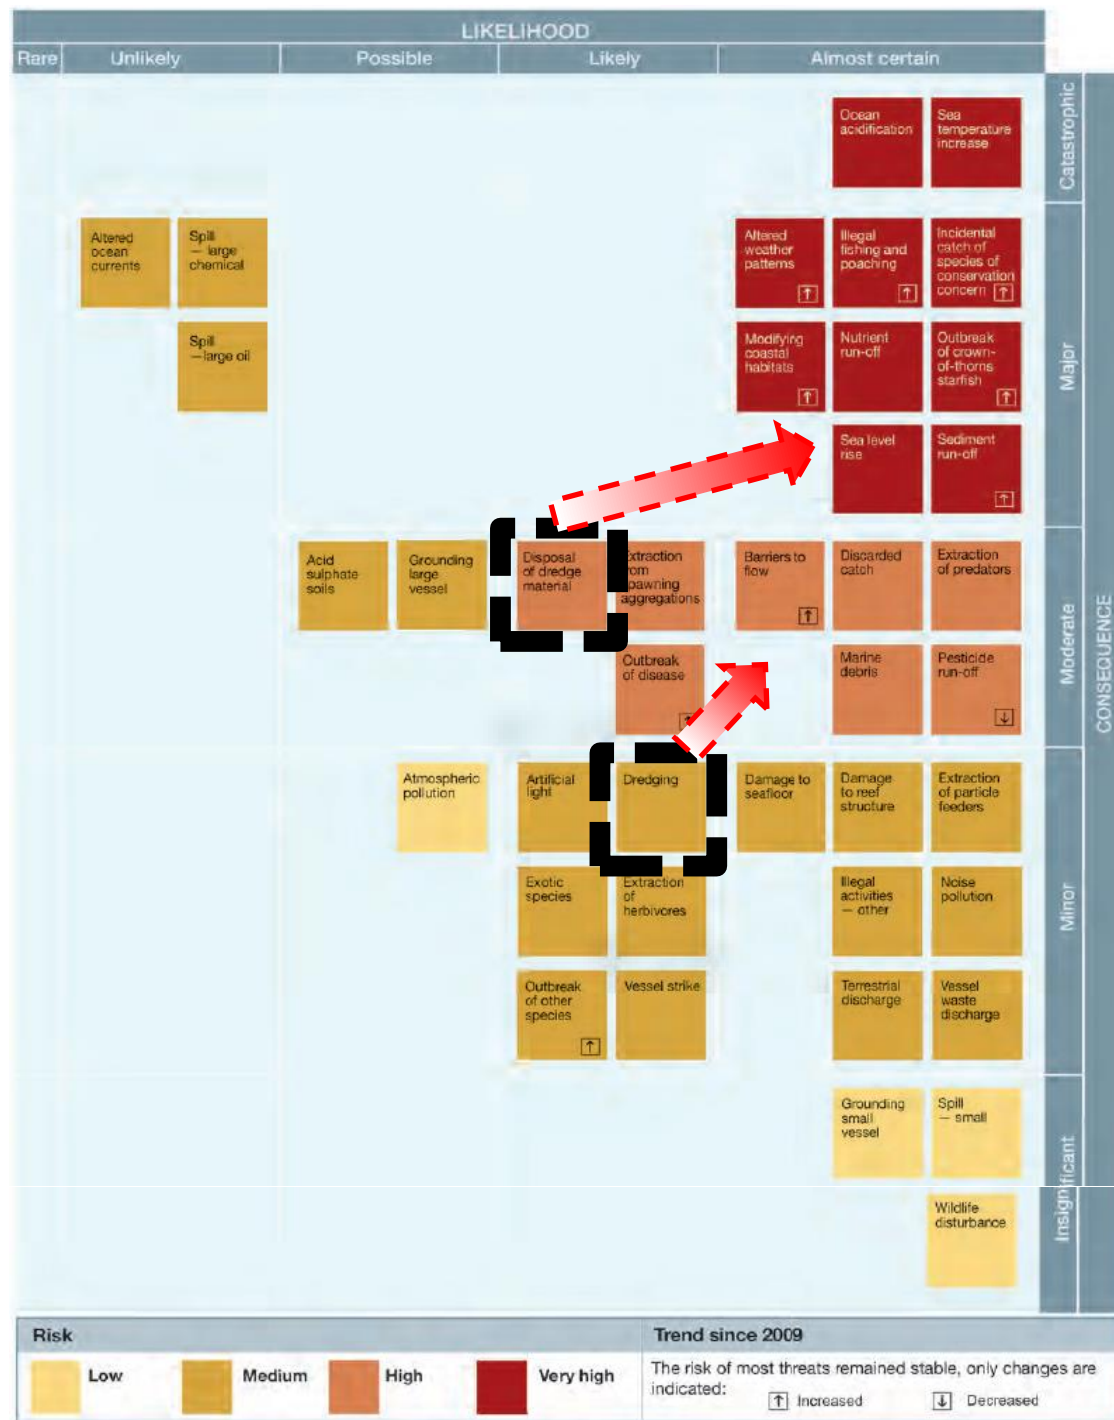 LIKELIHOOD
Rare
Unlikely
Possible
Likely
Almost certain
CONSEQUENCE
Catastrophic
Ocean
acidification
Sea
temperature
increase
Major
Altered
ocean
currents
Spill
— large
chemical
Altered
weather
patterns
↑
Illegal
fishing and
poaching
↑
Incidental
catch of
species of
conservation
concern ↑
Spill
—large oil
Modifying
coastal
habitats
↑
Nutrient
run-off
Outbreak
of crown-
of-thorns
starfish
↑
Sea level
rise
Sediment
run-off
↑
Moderate
Acid
sulphate
soils
Grounding
large
vessel
Disposal
of dredge
material
Extraction
from
spawning
aggregations
Barriers to
flow
↑
Discarded
catch
Extraction
of predators
Outbreak
of disease
↑
Marine
debris
Pesticide
run-off
↓
Minor
Atmospheric
pollution
Artificial
light
Dredging
Damage to
seafloor
Damage
to reef
structure
Extraction
of particle
feeders
Exotic
species
Extraction
of
herbivores
Illegal
activities
— other
Noise
pollution
Outbreak
of other
species
↑
Vessel strike
Terrestrial
discharge
Vessel
waste
discharge
Insignificant
Grounding
small
vessel
Spill
— small
Wildlife
disturbance
Risk
Low
Medium
High
Very high
Trend since 2009
The risk of most threats remained stable, only changes are
indicated:
↑ Increased
↓ Decreased